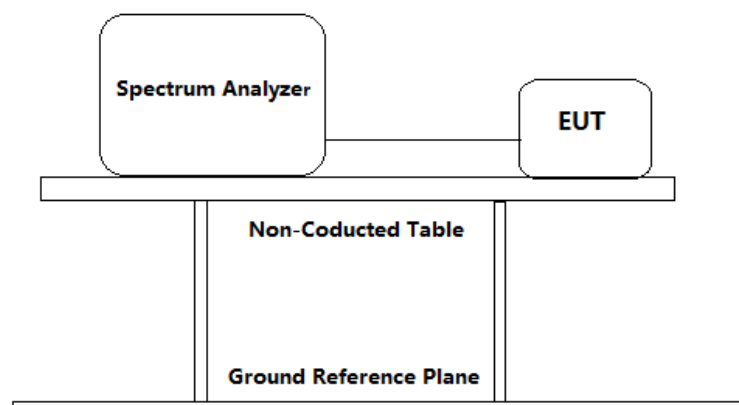 Spectrum Analyzer
EUT
Non-Coducted Table
Ground Reference Plane